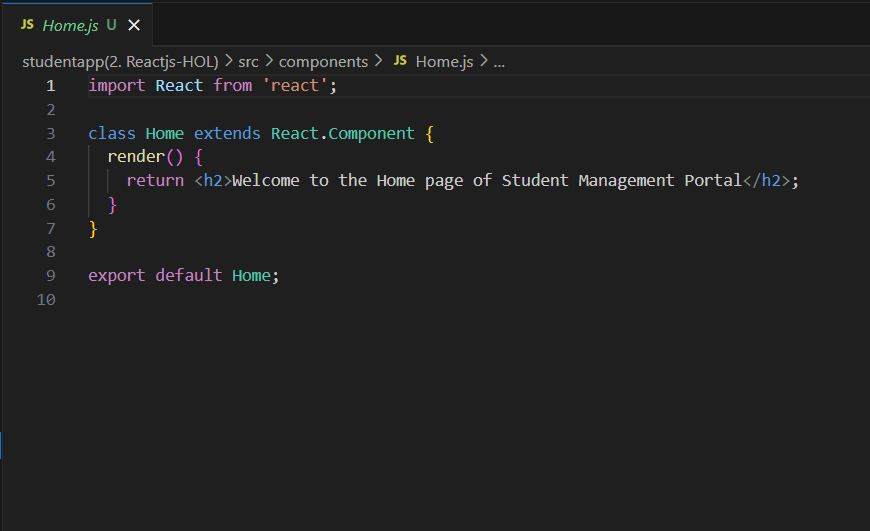 JS Home.js U ×
studentapp(2. Reactjs-HOL) > src > components > JS Home.js > ...
1 import React from 'react';
2
3 class Home extends React.Component {
4   render() {
5     return <h2>Welcome to the Home page of Student Management Portal</h2>;
6   }
7 }
8
9 export default Home;
10